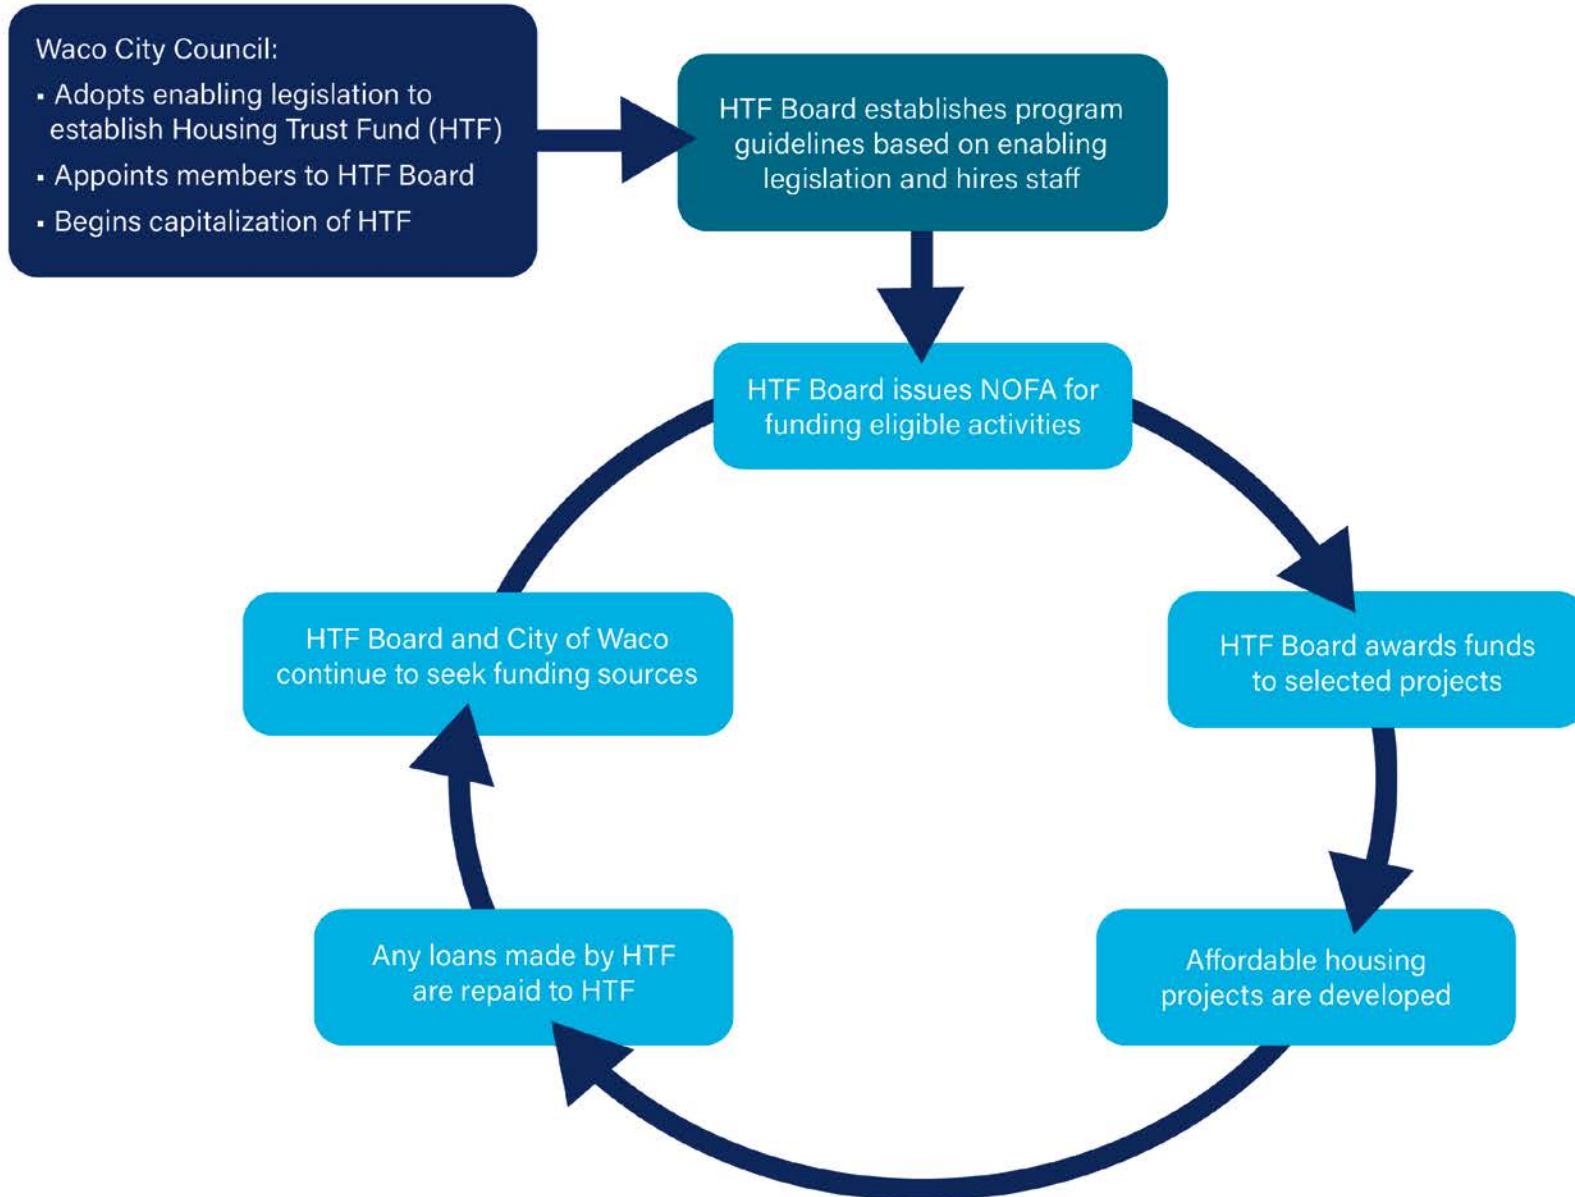 Waco City Council:
▪ Adopts enabling legislation to
establish Housing Trust Fund (HTF)
▪ Appoints members to HTF Board
▪ Begins capitalization of HTF
HTF Board establishes program
guidelines based on enabling
legislation and hires staff
HTF Board issues NOFA for
funding eligible activities
HTF Board awards funds
to selected projects
Affordable housing
projects are developed
Any loans made by HTF
are repaid to HTF
HTF Board and City of Waco
continue to seek funding sources